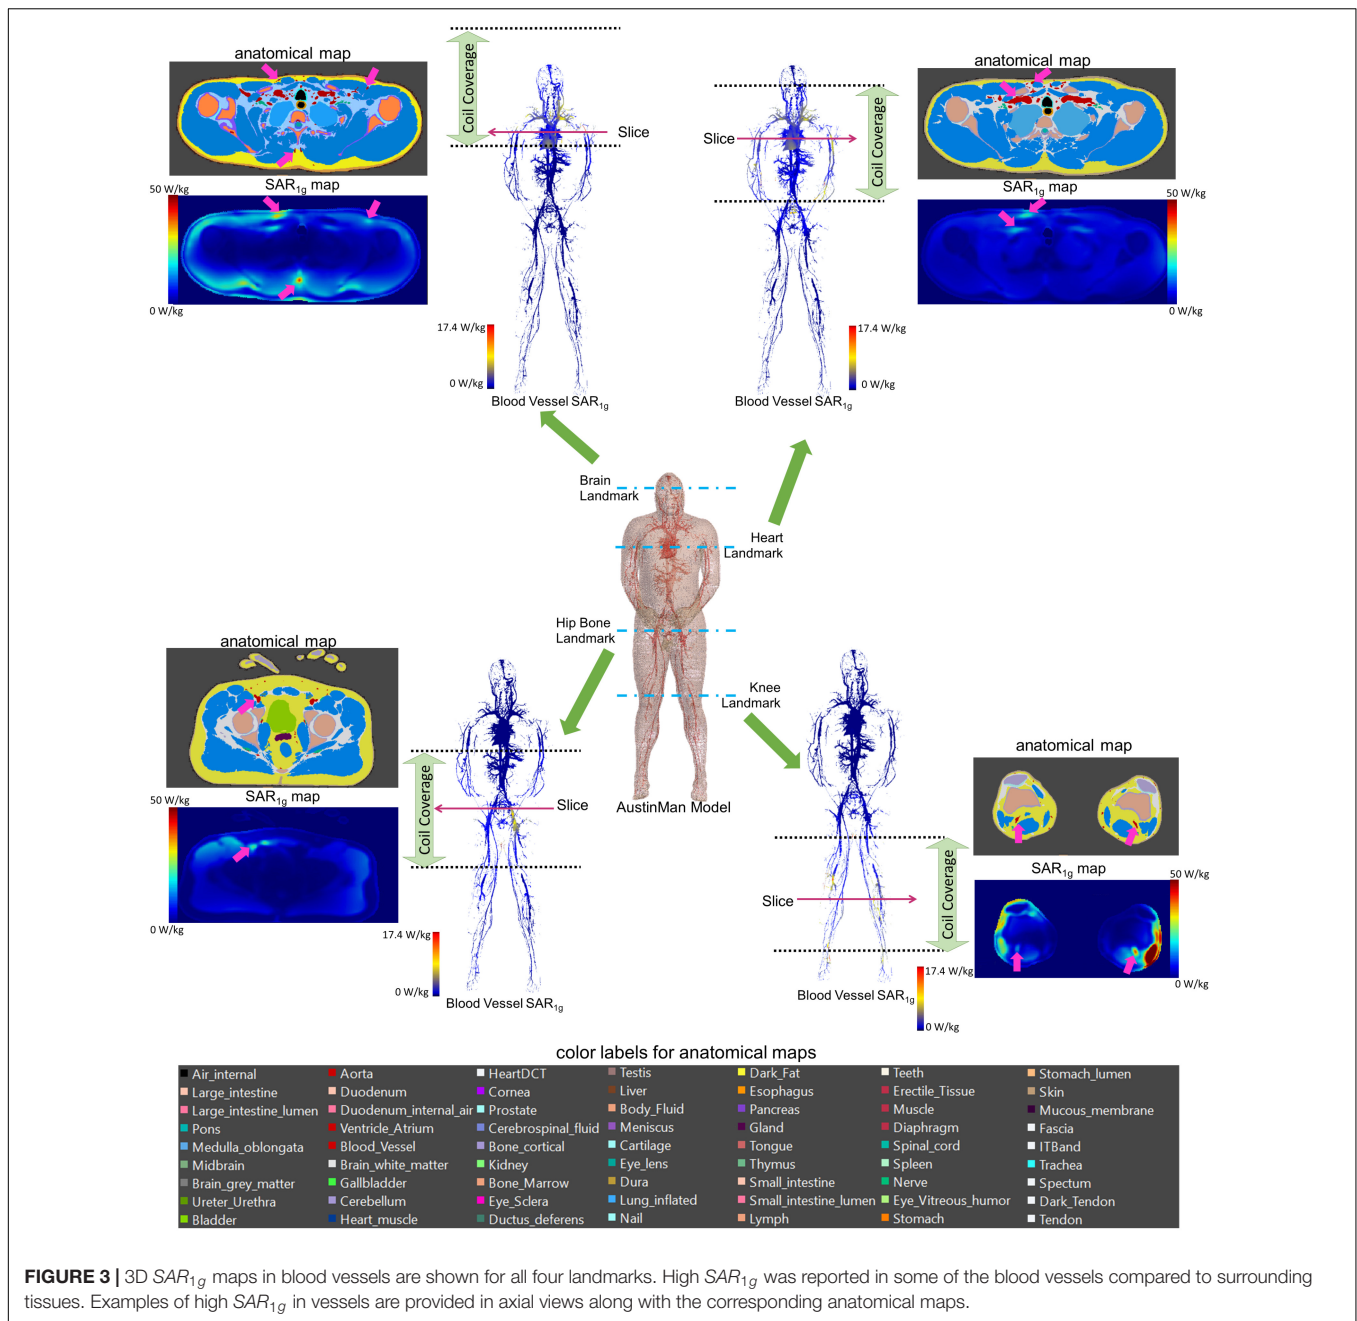 anatomical map
Coil Coverage
Slice
SAR1g map
50 W/kg
0 W/kg
17.4 W/kg
0 W/kg
Blood Vessel SAR1g
anatomical map
Coil Coverage
Slice
SAR1g map
50 W/kg
0 W/kg
17.4 W/kg
0 W/kg
Blood Vessel SAR1g
Brain
Landmark
Heart
Landmark
Hip Bone
Landmark
Knee
Landmark
AustinMan Model
anatomical map
Coil Coverage
Slice
SAR1g map
50 W/kg
0 W/kg
17.4 W/kg
0 W/kg
Blood Vessel SAR1g
anatomical map
Coil Coverage
Slice
SAR1g map
50 W/kg
0 W/kg
17.4 W/kg
0 W/kg
Blood Vessel SAR1g
color labels for anatomical maps
Air_internal Aorta HeartDCT Testis Dark_Fat Teeth Stomach_lumen
Large_intestine Duodenum Cornea Liver Esophagus Erectile_Tissue Skin
Large_intestine_lumen Duodenum_internal_air Prostate Body_Fluid Pancreas Muscle Mucous_membrane
Pons Ventricle_Atrium Cerebrospinal_fluid Meniscus Gland Diaphragm Fascia
Medulla_oblongata Blood_Vessel Bone_cortical Cartilage Tongue Spinal_cord ITBand
Midbrain Brain_white_matter Kidney Eye_lens Thymus Spleen Trachea
Brain_grey_matter Gallbladder Bone_Marrow Dura Small_intestine Nerve Spectum
Ureter_Urethra Cerebellum Eye_Sclera Lung_inflated Small_intestine_lumen Eye_Vitreous_humor Dark_Tendon
Bladder Heart_muscle Ductus_deferens Nail Lymph Stomach Tendon
FIGURE 3 | 3D SAR1g maps in blood vessels are shown for all four landmarks. High SAR1g was reported in some of the blood vessels compared to surrounding
tissues. Examples of high SAR1g in vessels are provided in axial views along with the corresponding anatomical maps.